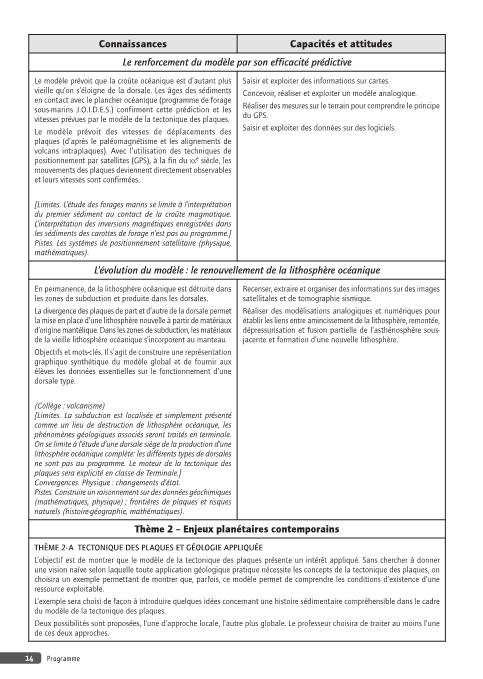 Connaissances
Capacités et attitudes
Le renforcement du modèle par son efficacité prédictive
Le modèle prévoit que la croûte océanique est d'autant plus
vieille qu'on s'éloigne de la dorsale. Les âges des sédiments
en contact avec le plancher océanique (programme de forage
sous-marins J.O.I.D.E.S.) confirment cette prédiction et les
vitesses prévues par le modèle de la tectonique des plaques.
Le modèle prévoit des vitesses de déplacements des
plaques (d'après le paléomagnétisme et les alignements de
volcans intraplaques). Avec l'utilisation des techniques de
positionnement par satellites (GPS), à la fin du XXe siècle, les
mouvements des plaques deviennent directement observables
et leurs vitesses sont confirmées.
[Limites. L'étude des forages marins se limite à l'interprétation
du premier sédiment au contact de la croûte magmatique.
L'interprétation des inversions magnétiques enregistrées dans
les sédiments des carottes de forage n'est pas au programme.]
Pistes. Les systèmes de positionnement satellitaire (physique,
mathématiques).
Saisir et exploiter des informations sur cartes.
Concevoir, réaliser et exploiter un modèle analogique.
Réaliser des mesures sur le terrain pour comprendre le principe
du GPS.
Saisir et exploiter des données sur des logiciels.
L'évolution du modèle : le renouvellement de la lithosphère océanique
En permanence, de la lithosphère océanique est détruite dans
les zones de subduction et produite dans les dorsales.
La divergence des plaques de part et d'autre de la dorsale permet
la mise en place d'une lithosphère nouvelle à partir de matériaux
d'origine mantélique. Dans les zones de subduction, les matériaux
de la vieille lithosphère océanique s'incorporent au manteau.
Objectifs et mots-clés. Il s'agit de construire une représentation
graphique synthétique du modèle global et de fournir aux
élèves les données essentielles sur le fonctionnement d'une
dorsale type.
(Collège : volcanisme)
[Limites. La subduction est localisée et simplement présenté
comme un lieu de destruction de lithosphère océanique, les
phénomènes géologiques associés seront traités en terminale.
On se limite à l'étude d'une dorsale siège de la production d'une
lithosphère océanique complète: les différents types de dorsales
ne sont pas au programme. Le moteur de la tectonique des
plaques sera explicité en classe de Terminale.]
Convergences. Physique : changements d'état.
Pistes. Construire un raisonnement sur des données géochimiques
(mathématiques, physique) ; frontières de plaques et risques
naturels (histoire-géographie, mathématiques).
Recenser, extraire et organiser des informations sur des images
satellitales et de tomographie sismique.
Réaliser des modélisations analogiques et numériques pour
établir les liens entre amincissement de la lithosphère, remontée,
dépressurisation et fusion partielle de l'asthénosphère sous-
jacente et formation d'une nouvelle lithosphère.
Thème 2 – Enjeux planétaires contemporains
THÈME 2-A TECTONIQUE DES PLAQUES ET GÉOLOGIE APPLIQUÉE
L'objectif est de montrer que le modèle de la tectonique des plaques présente un intérêt appliqué. Sans chercher à donner
une vision naïve selon laquelle toute application géologique pratique nécessite les concepts de la tectonique des plaques, on
choisira un exemple permettant de montrer que, parfois, ce modèle permet de comprendre les conditions d'existence d'une
ressource exploitable.
L'exemple sera choisi de façon à introduire quelques idées concernant une histoire sédimentaire compréhensible dans le cadre
du modèle de la tectonique des plaques.
Deux possibilités sont proposées, l'une d'approche locale, l'autre plus globale. Le professeur choisira de traiter au moins l'une
de ces deux approches.
14 Programme